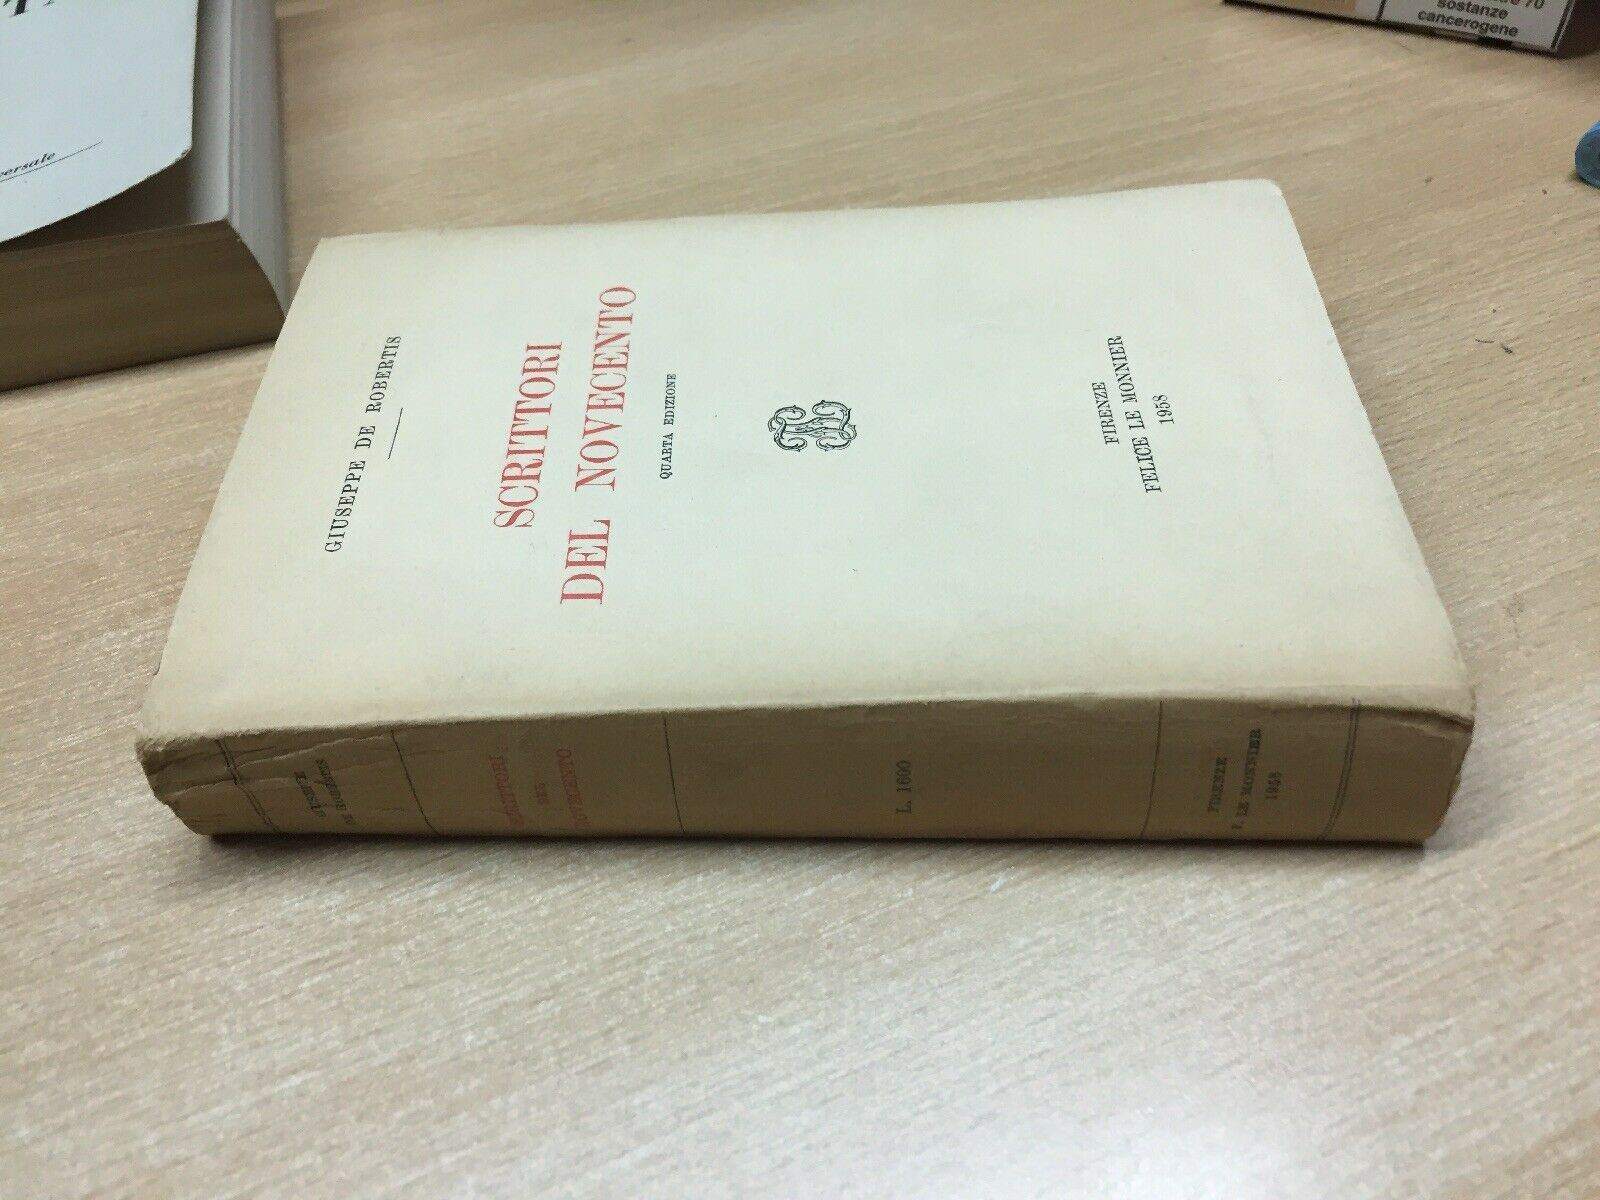 GIUSEPPE DE ROBERTIS
SCRITTORI
DEL NOVECENTO
QUARTA EDIZIONE
FIRENZE
FELICE LE MONNIER
1958
DE ROBERTIS
SCRITTORI
DEL
NOVECENTO
L. 1600
FIRENZE
F. LE MONNIER
1958
70
sostanze
cancerogene